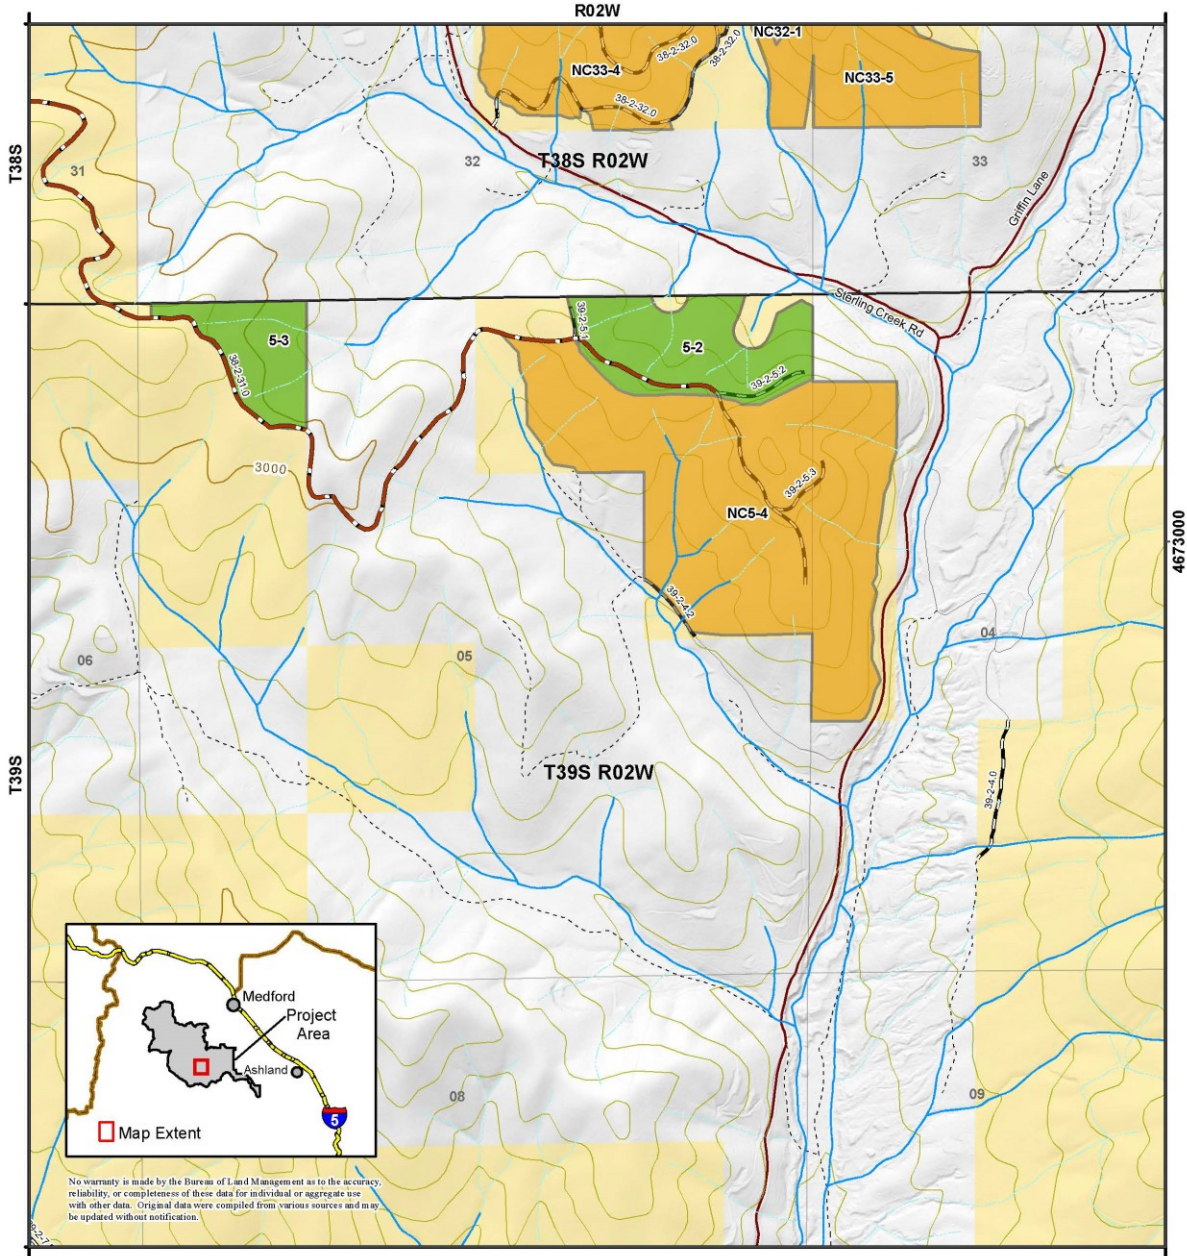 R02W
NC32-1
38-2-32.0
38-2-32.0
NC33-4
NC33-5
38-2-32.0
T38S
31
32
T38S R02W
33
Griffin Lane
Sterling Creek Rd
39-2-5.1
5-3
5-2
38-2-31.0
39-2-5.2
3000
39-2-5.3
NC5-4
4673000
39-2-4.2
04
06
05
T39S R02W
T39S
39-2-4.0
Medford
Project
Area
Ashland
5
Map Extent
08
09
No warranty is made by the Bureau of Land Management as to the accuracy,
reliability, or completeness of these data for individual or aggregate use
with other data. Original data were compiled from various sources and may
be updated without notification.